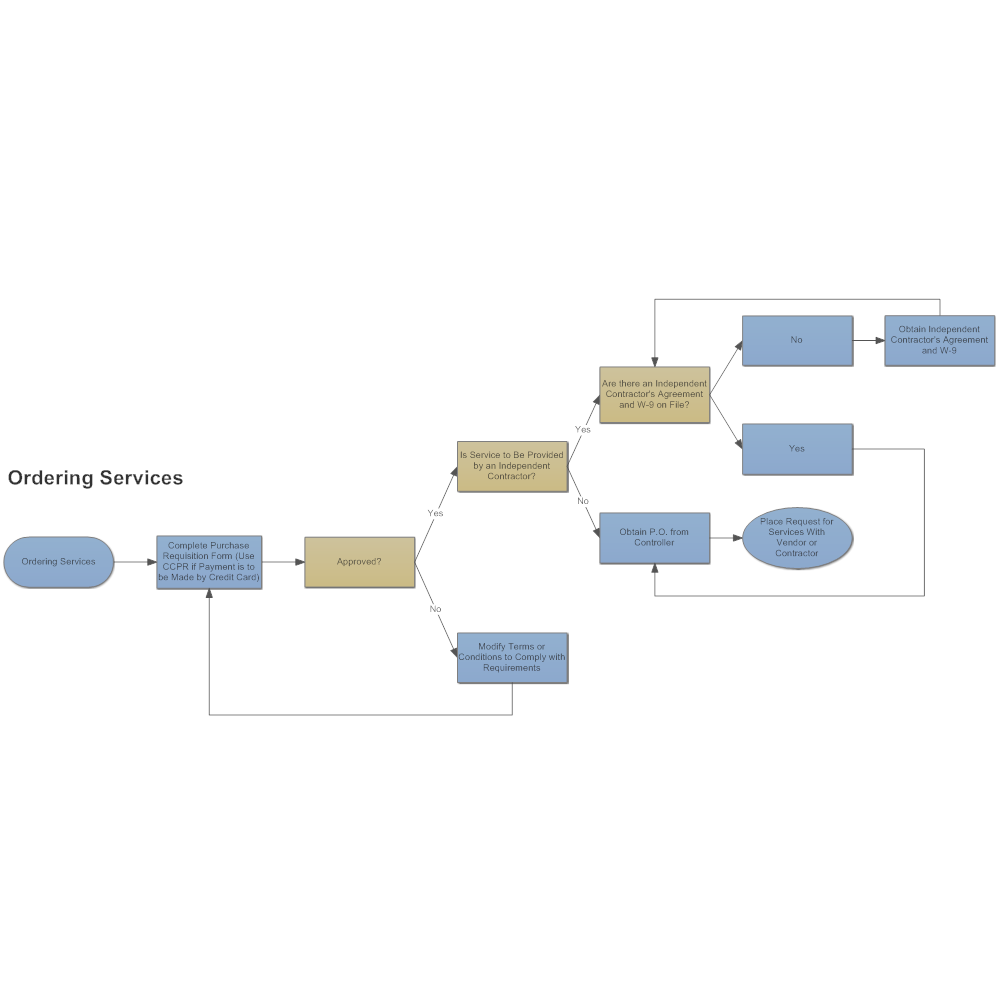 Ordering Services
Ordering Services
Complete Purchase
Requisition Form (Use
CCPR if Payment is to
be Made by Credit Card)
Approved?
Yes
No
Is Service to Be Provided
by an Independent
Contractor?
Modify Terms or
Conditions to Comply with
Requirements
Yes
No
Are there an Independent
Contractor's Agreement
and W-9 on File?
Obtain P.O. from
Controller
No
Yes
Place Request for
Services With
Vendor or
Contractor
Obtain Independent
Contractor's Agreement
and W-9